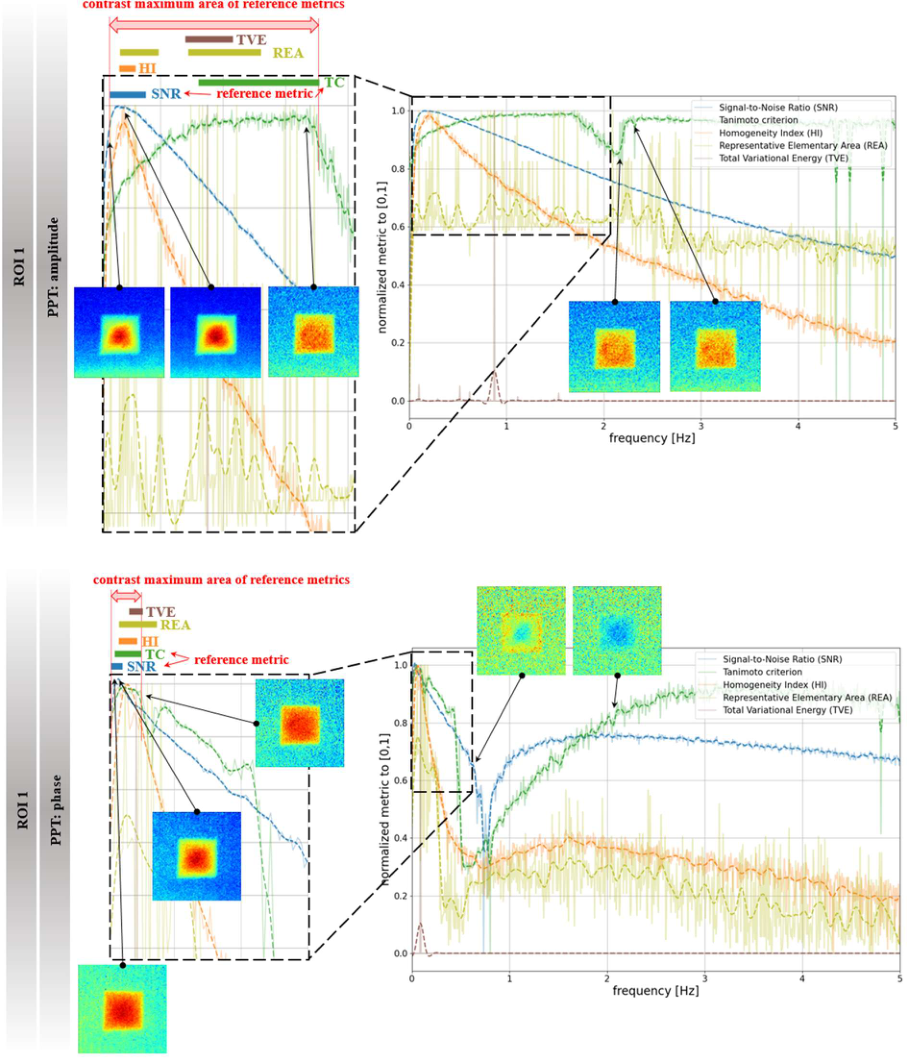 contrast maximum area of reference metrics
TVE
REA
HI
TC
SNR
reference metric
ROI 1
PPT: amplitude
normalized metric to [0,1]
1.0
0.8
0.6
0.4
0.2
0.0
Signal-to-Noise Ratio (SNR)
Tanimoto criterion
Homogeneity Index (HI)
Representative Elementary Area (REA)
Total Variational Energy (TVE)
0
1
2
3
4
5
frequency [Hz]
contrast maximum area of reference metrics
TVE
REA
HI
TC
reference metric
SNR
ROI 1
PPT: phase
normalized metric to [0,1]
1.0
0.8
0.6
0.4
0.2
0.0
Signal-to-Noise Ratio (SNR)
Tanimoto criterion
Homogeneity Index (HI)
Representative Elementary Area (REA)
Total Variational Energy (TVE)
0
1
2
3
4
5
frequency [Hz]